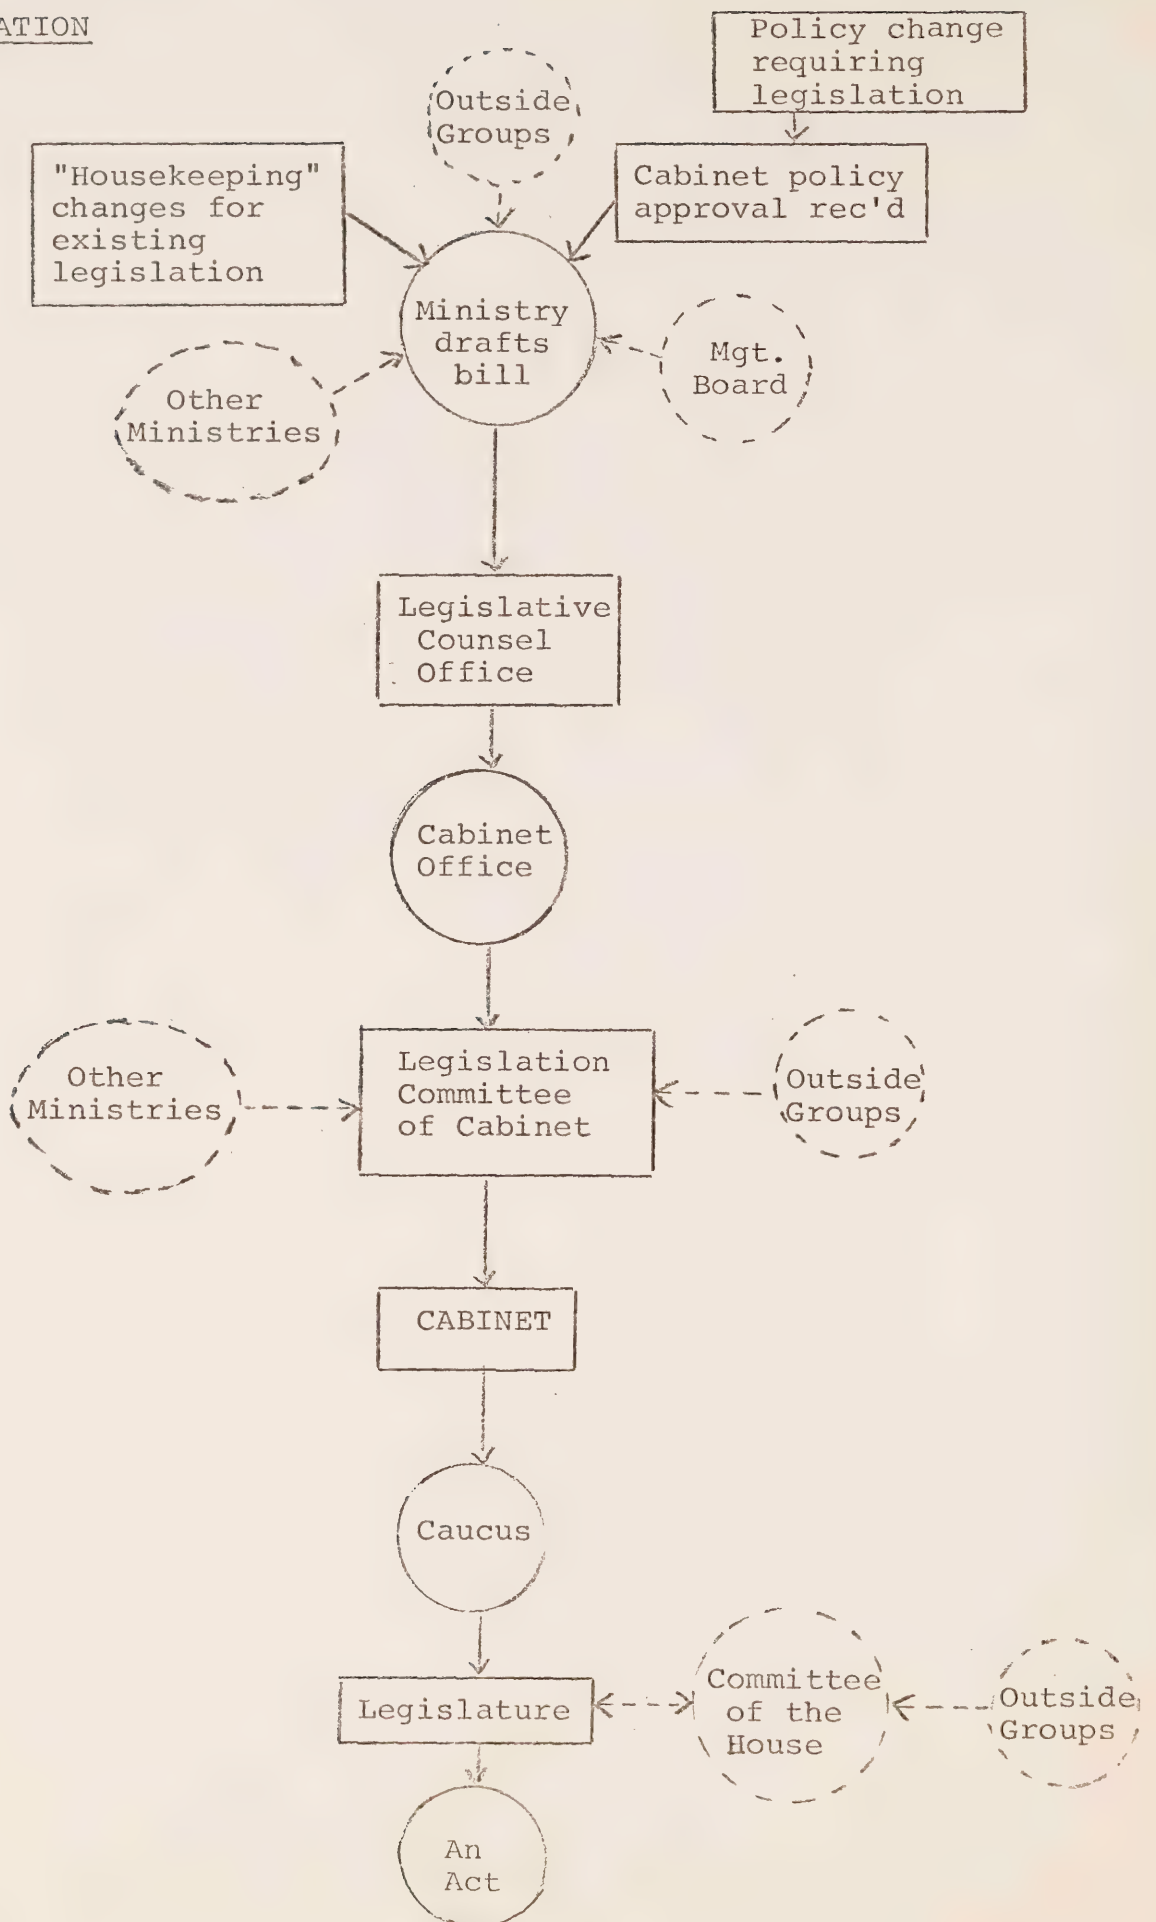 ATION
Policy change
requiring
legislation
Outside
Groups
"Housekeeping"
changes for
existing
legislation
Cabinet policy
approval rec'd
Ministry
drafts
bill
Mgt.
Board
Other
Ministries
Legislative
Counsel
Office
Cabinet
Office
Legislation
Committee
of Cabinet
Other
Ministries
Outside
Groups
CABINET
Caucus
Legislature
Committee
of the
House
Outside
Groups
An
Act